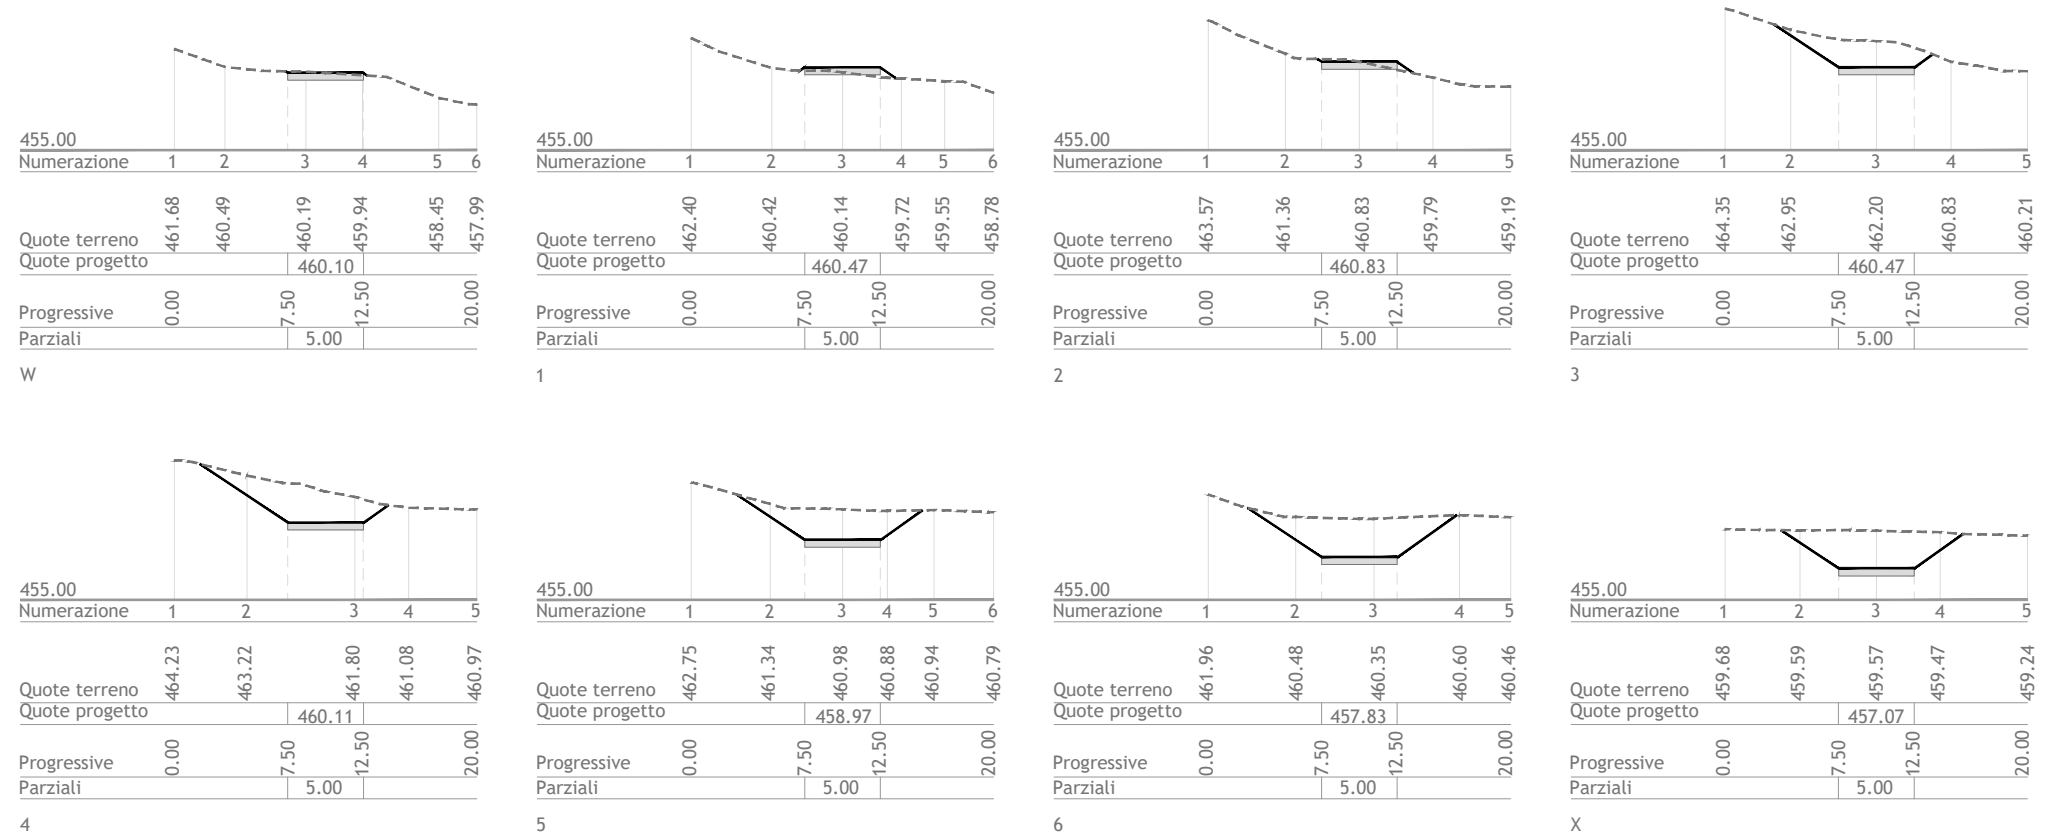 455.00
Numerazione 1 2 3 4 5 6
Quote terreno 461.68 460.49 460.19 459.94 458.45 457.99
Quote progetto 460.10
Progressive 0.00 7.50 12.50 20.00
Parziali 5.00
W
455.00
Numerazione 1 2 3 4 5 6
Quote terreno 462.40 460.42 460.14 459.72 459.55 458.78
Quote progetto 460.47
Progressive 0.00 7.50 12.50 20.00
Parziali 5.00
1
455.00
Numerazione 1 2 3 4 5
Quote terreno 463.57 461.36 460.83 459.79 459.19
Quote progetto 460.83
Progressive 0.00 7.50 12.50 20.00
Parziali 5.00
2
455.00
Numerazione 1 2 3 4 5
Quote terreno 464.35 462.95 462.20 460.83 460.21
Quote progetto 460.47
Progressive 0.00 7.50 12.50 20.00
Parziali 5.00
3
455.00
Numerazione 1 2 3 4 5
Quote terreno 464.23 463.22 461.80 461.08 460.97
Quote progetto 460.11
Progressive 0.00 7.50 12.50 20.00
Parziali 5.00
4
455.00
Numerazione 1 2 3 4 5 6
Quote terreno 462.75 461.34 460.98 460.88 460.94 460.79
Quote progetto 458.97
Progressive 0.00 7.50 12.50 20.00
Parziali 5.00
5
455.00
Numerazione 1 2 3 4 5
Quote terreno 461.96 460.48 460.35 460.60 460.46
Quote progetto 457.83
Progressive 0.00 7.50 12.50 20.00
Parziali 5.00
6
455.00
Numerazione 1 2 3 4 5
Quote terreno 459.68 459.59 459.57 459.47 459.24
Quote progetto 457.07
Progressive 0.00 7.50 12.50 20.00
Parziali 5.00
X